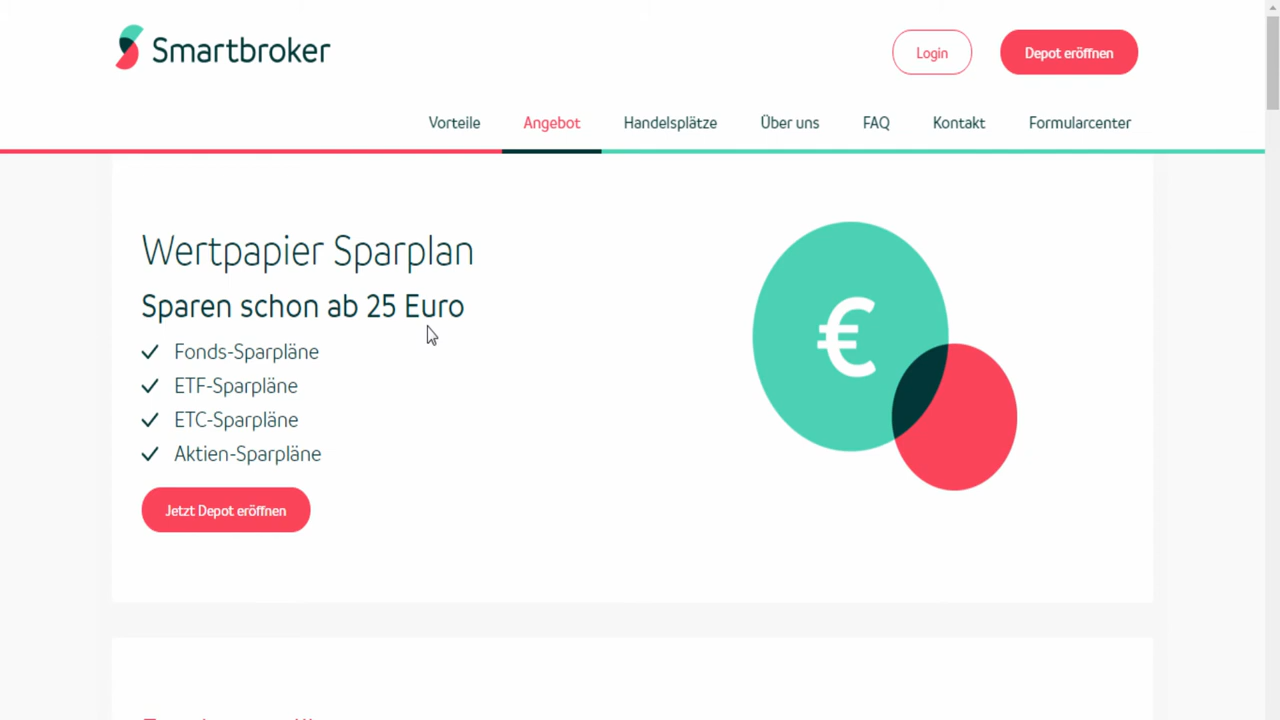 Smartbroker
Login
Depot eröffnen
Vorteile
Angebot
Handelsplätze
Über uns
FAQ
Kontakt
Formularcenter
Wertpapier Sparplan
Sparen schon ab 25 Euro
Fonds-Sparpläne
ETF-Sparpläne
ETC-Sparpläne
Aktien-Sparpläne
Jetzt Depot eröffnen
€